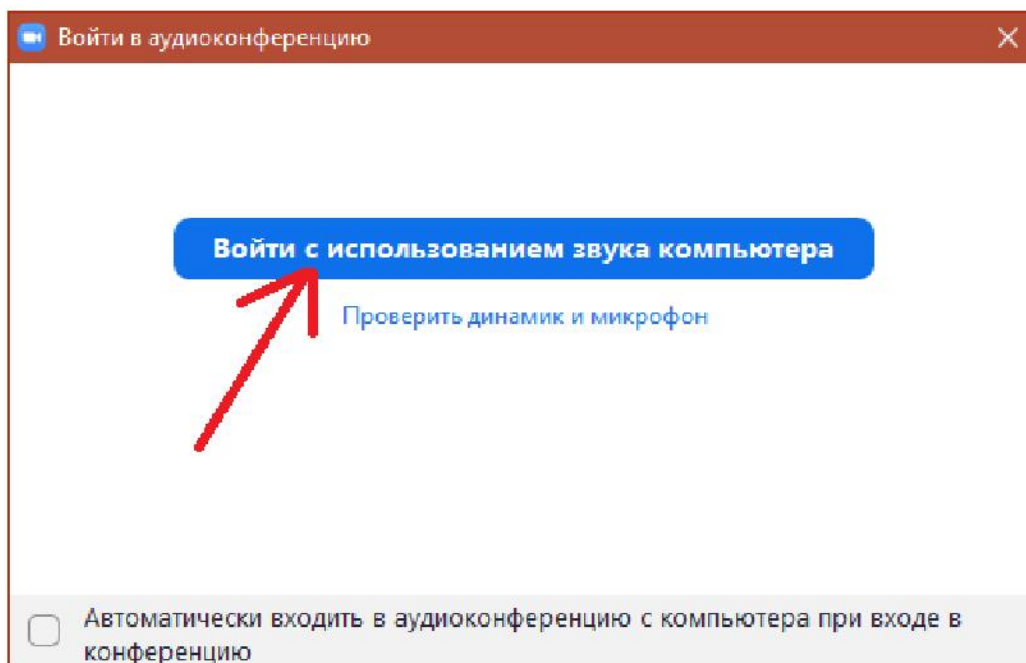 Войти в аудиоконференцию
Войти с использованием звука компьютера
Проверить динамик и микрофон
Автоматически входить в аудиоконференцию с компьютера при входе в
конференцию